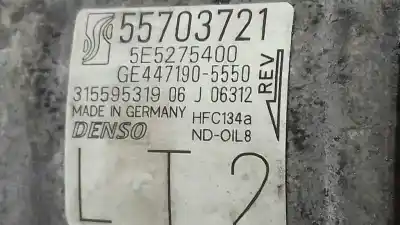 55703721
5E5275400
GE447190-5550
315595319 06 J 06312
REV
MADE IN GERMANY
HFC134a
DENSO
ND-OIL8
LT2